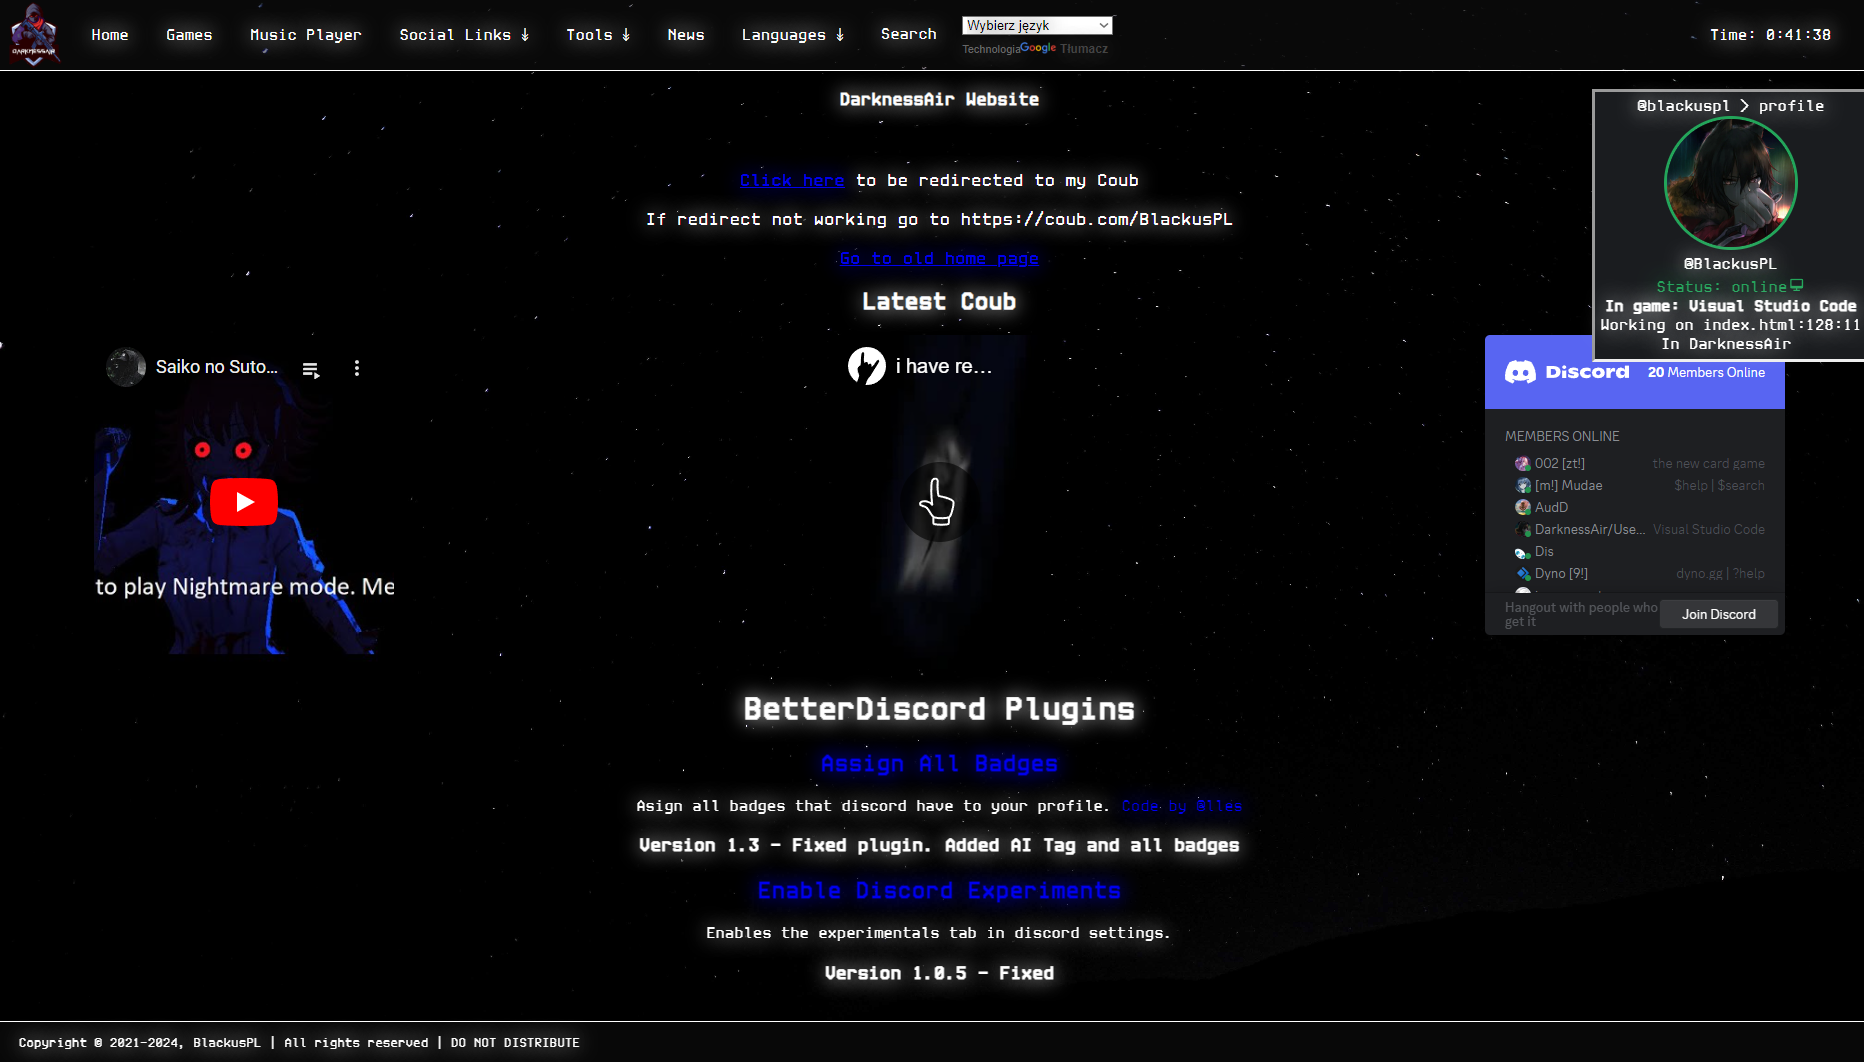 DARKNESSAIR
Home Games Music Player Social Links ↓ Tools ↓ News Languages ↓ Search
Wybierz język
Technologia Google Tłumacz
Time: 0:41:38
DarknessAir Website
@blackuspl > profile
Click here to be redirected to my Coub
If redirect not working go to https://coub.com/BlackusPL
Go to old home page
@BlackusPL
Status: online
In game: Visual Studio Code
Working on index.html:128:11
In DarknessAir
Latest Coub
Saiko no Suto...
to play Nightmare mode. Me
i have re...
Discord 20 Members Online
MEMBERS ONLINE
002 [zt!] the new card game
[m!] Mudae $help | $search
AudD
DarknessAir/Use... Visual Studio Code
Dis
Dyno [9!] dyno.gg | ?help
Hangout with people who
get it
Join Discord
BetterDiscord Plugins
Assign All Badges
Asign all badges that discord have to your profile. Code by @lles
Version 1.3 - Fixed plugin. Added AI Tag and all badges
Enable Discord Experiments
Enables the experimentals tab in discord settings.
Version 1.0.5 - Fixed
Copyright © 2021-2024, BlackusPL | All rights reserved | DO NOT DISTRIBUTE